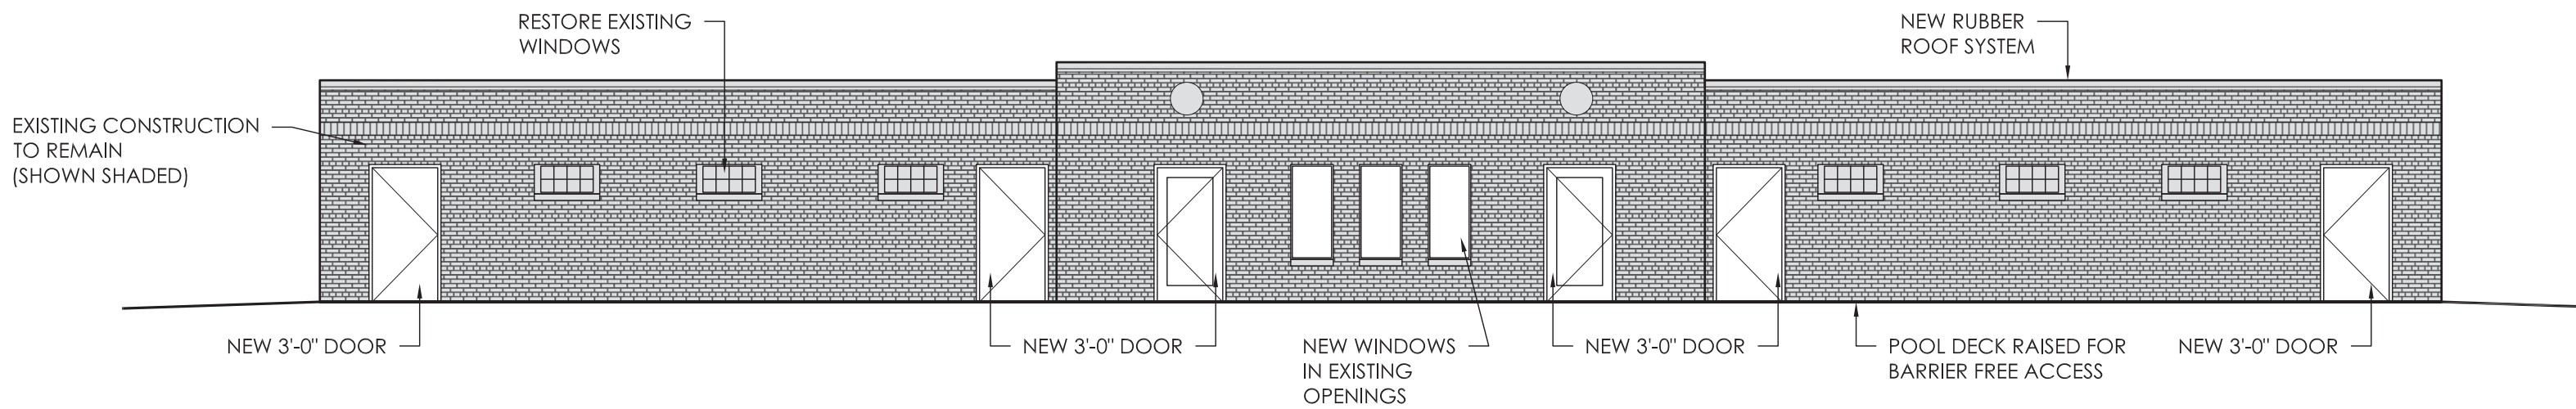 RESTORE EXISTING
WINDOWS
NEW RUBBER
ROOF SYSTEM
EXISTING CONSTRUCTION
TO REMAIN
(SHOWN SHADED)
NEW 3'-0" DOOR
NEW 3'-0" DOOR
NEW WINDOWS
IN EXISTING
OPENINGS
NEW 3'-0" DOOR
POOL DECK RAISED FOR
BARRIER FREE ACCESS
NEW 3'-0" DOOR